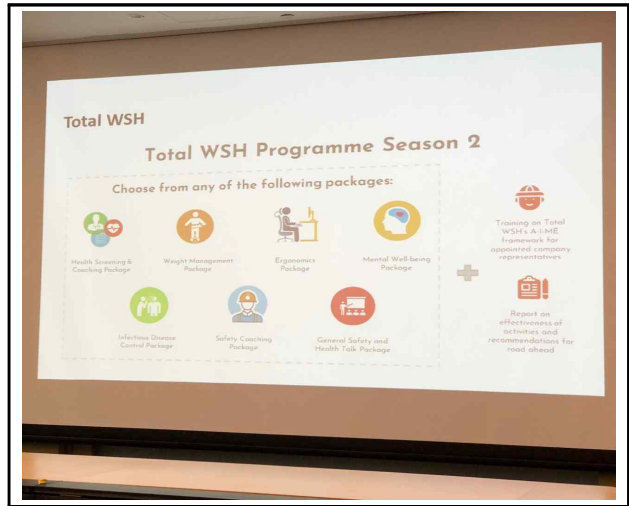 Total WSH
Total WSH Programme Season 2
Choose from any of the following packages:
Health Screening &
Coaching Package
Weight Management
Package
Ergonomics
Package
Mental Well-being
Package
Infectious Disease
Control Package
Safety Coaching
Package
General Safety and
Health Talk Package
Training on Total
WSH's A-I-ME
framework for
appointed company
representatives
Report on
effectiveness of
activities and
recommendations for
road ahead